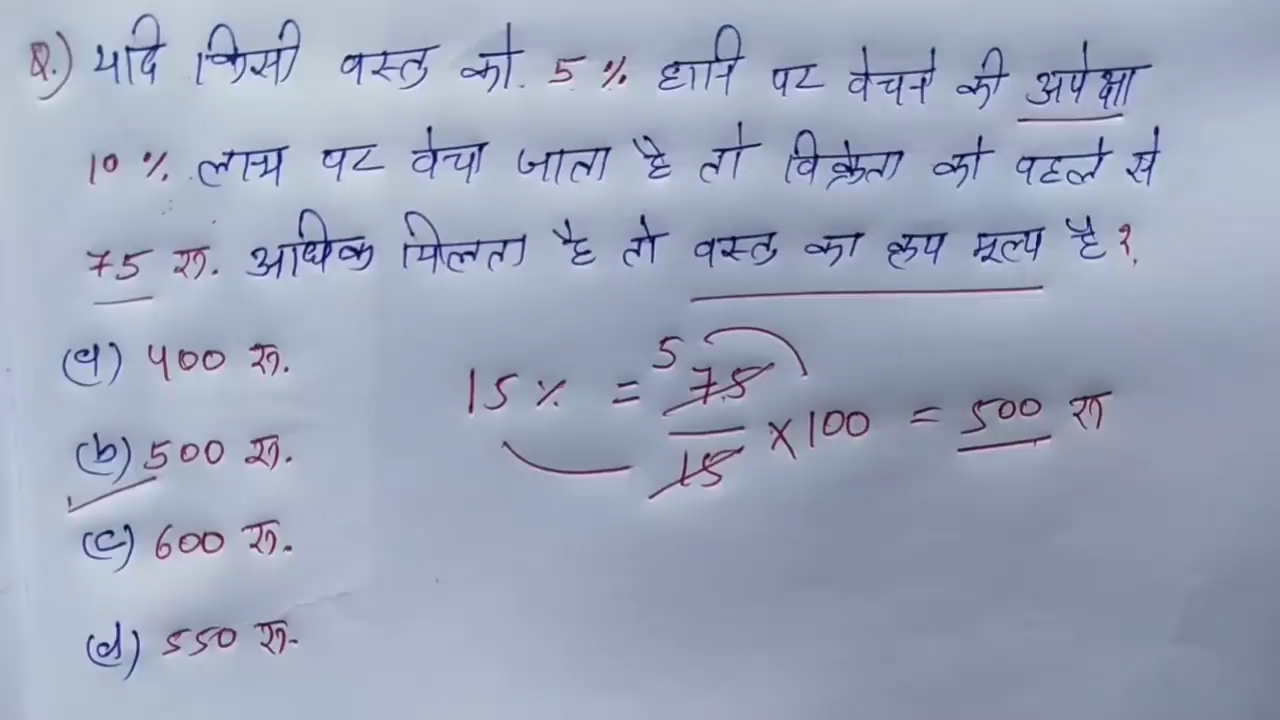 Q.) यदि किसी वस्तु को 5% हानि पर बेचने की अपेक्षा
10% लाभ पर बेचा जाता है तो विक्रेता को पहले से
75 रु. अधिक मिलता है तो वस्तु का क्रय मूल्य है?
(a) 400 रु.
(b) 500 रु.
(c) 600 रु.
(d) 550 रु.
5
15% = 75/15 × 100 = 500 रु